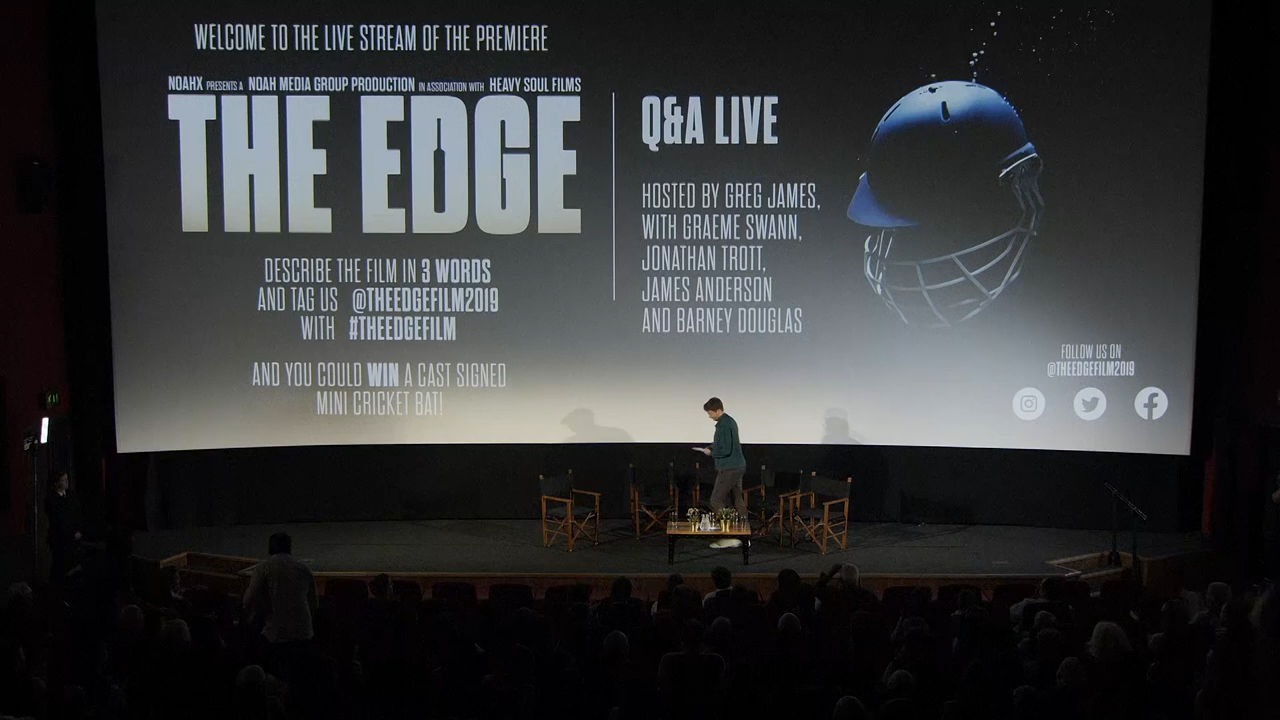 WELCOME TO THE LIVE STREAM OF THE PREMIERE
NOAHX PRESENTS A NOAH MEDIA GROUP PRODUCTION IN ASSOCIATION WITH HEAVY SOUL FILMS
THE EDGE
DESCRIBE THE FILM IN 3 WORDS
AND TAG US @THEEDGEFILM2019
WITH #THEEDGEFILM
AND YOU COULD WIN A CAST SIGNED
MINI CRICKET BAT!
Q&A LIVE
HOSTED BY GREG JAMES,
WITH GRAEME SWANN,
JONATHAN TROTT,
JAMES ANDERSON
AND BARNEY DOUGLAS
FOLLOW US ON
@THEEDGEFILM2019